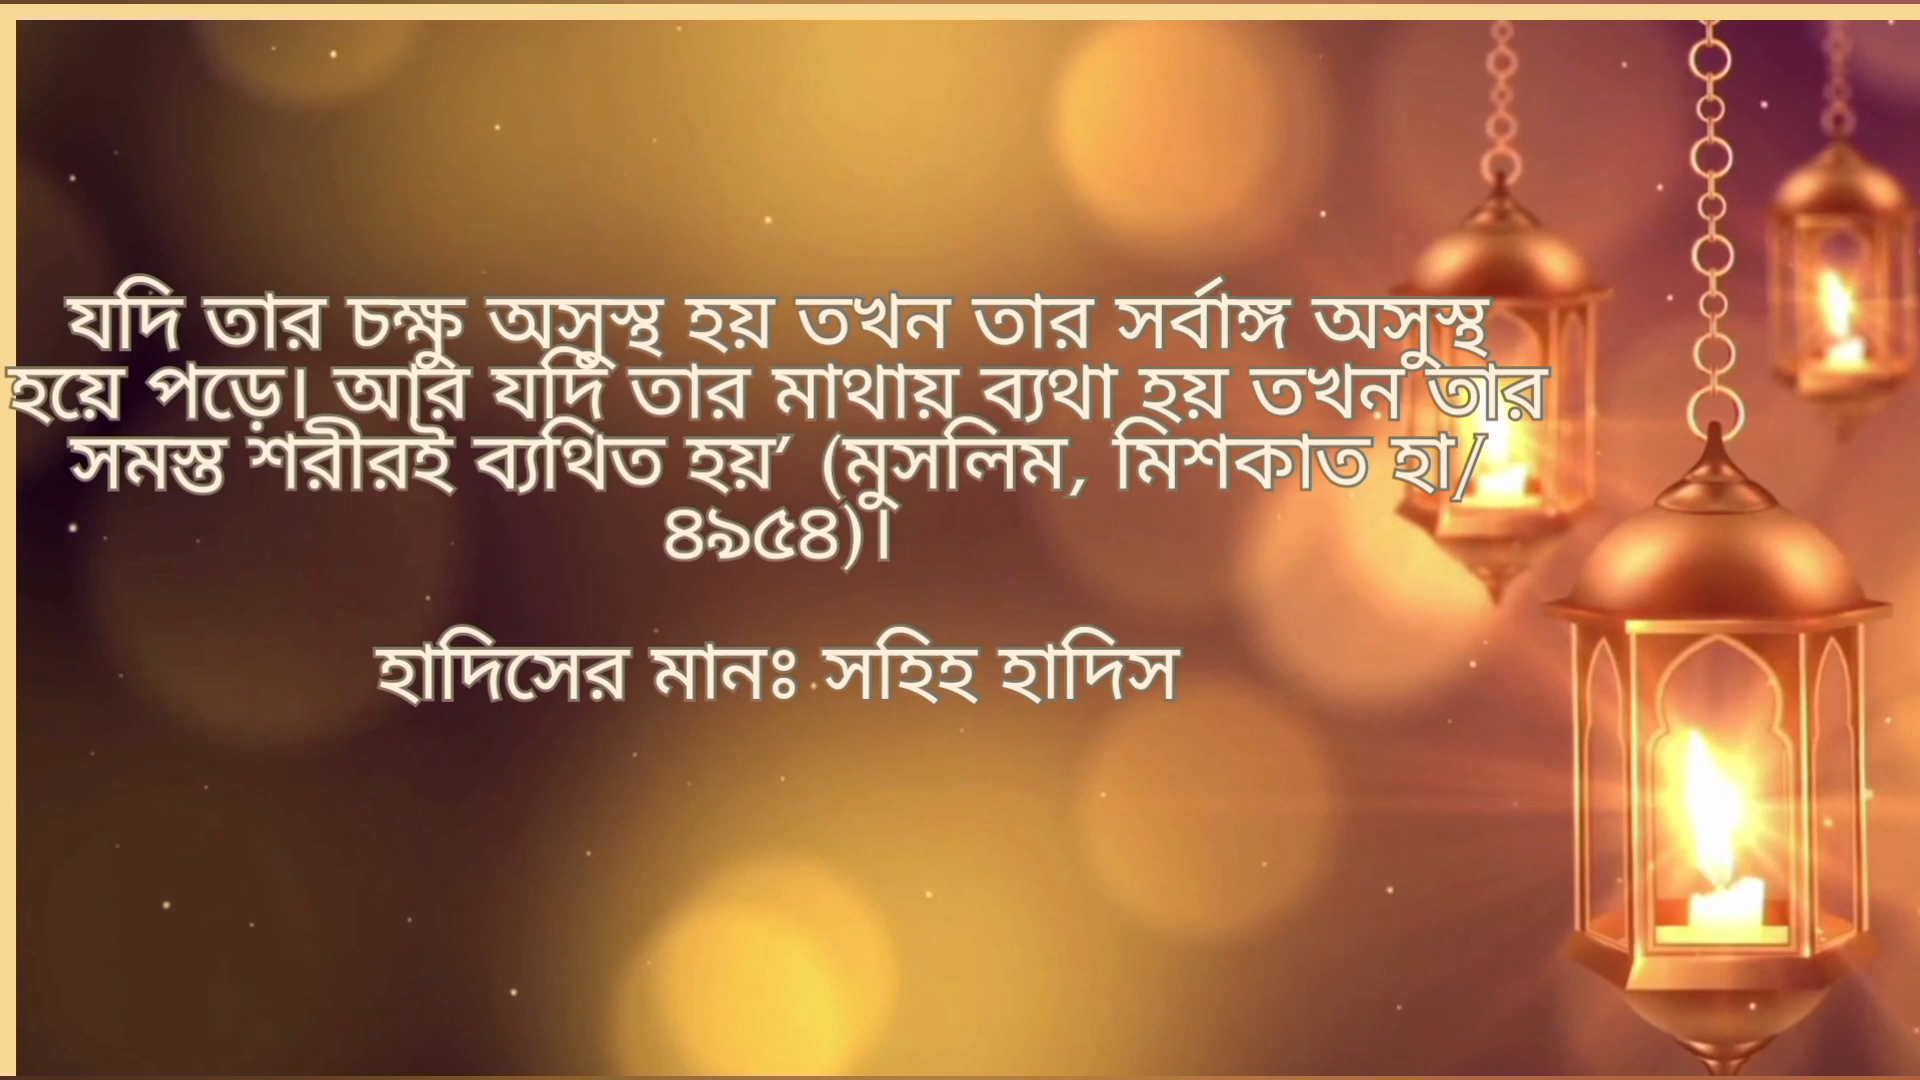 যদি তার চক্ষু অসুস্থ হয় তখন তার সর্বাঙ্গ অসুস্থ
হয়ে পড়ে। আর যদি তার মাথায় ব্যথা হয় তখন তার
সমস্ত শরীরই ব্যথিত হয়’ (মুসলিম, মিশকাত হা/
৪৯৫৪)।
হাদিসের মানঃ সহিহ হাদিস